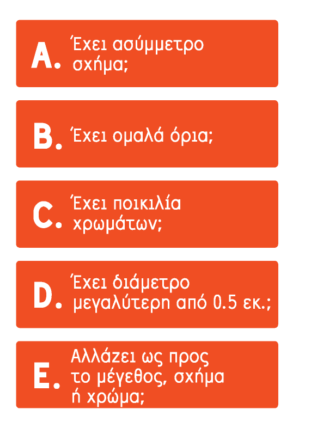 A. Έχει ασύμμετρο
σχήμα;
B. Έχει ομαλά όρια;
C. Έχει ποικιλία
χρωμάτων;
D. Έχει διάμετρο
μεγαλύτερη από 0.5 εκ.;
E. Αλλάζει ως προς
το μέγεθος, σχήμα
ή χρώμα;